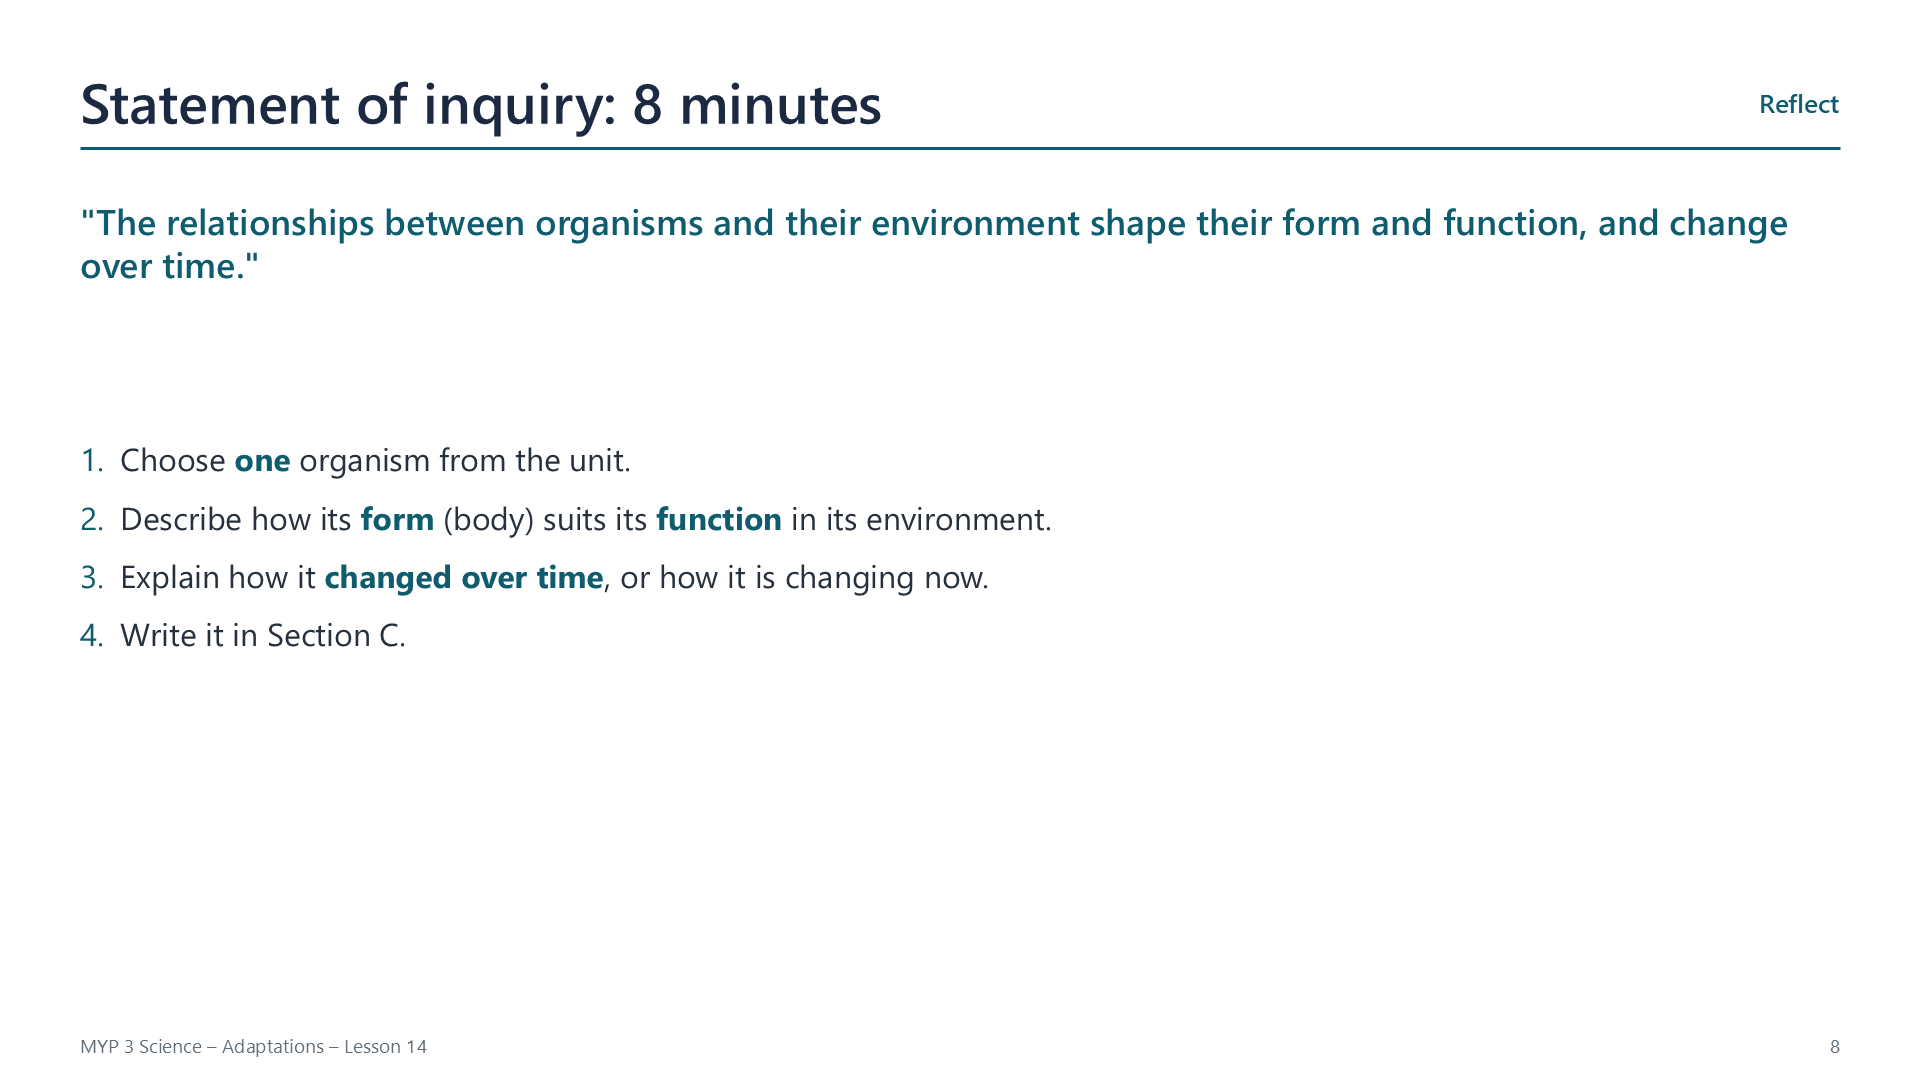 Statement of inquiry: 8 minutes
Reflect
"The relationships between organisms and their environment shape their form and function, and change
over time."
1. Choose one organism from the unit.
2. Describe how its form (body) suits its function in its environment.
3. Explain how it changed over time, or how it is changing now.
4. Write it in Section C.
MYP 3 Science – Adaptations – Lesson 14
8